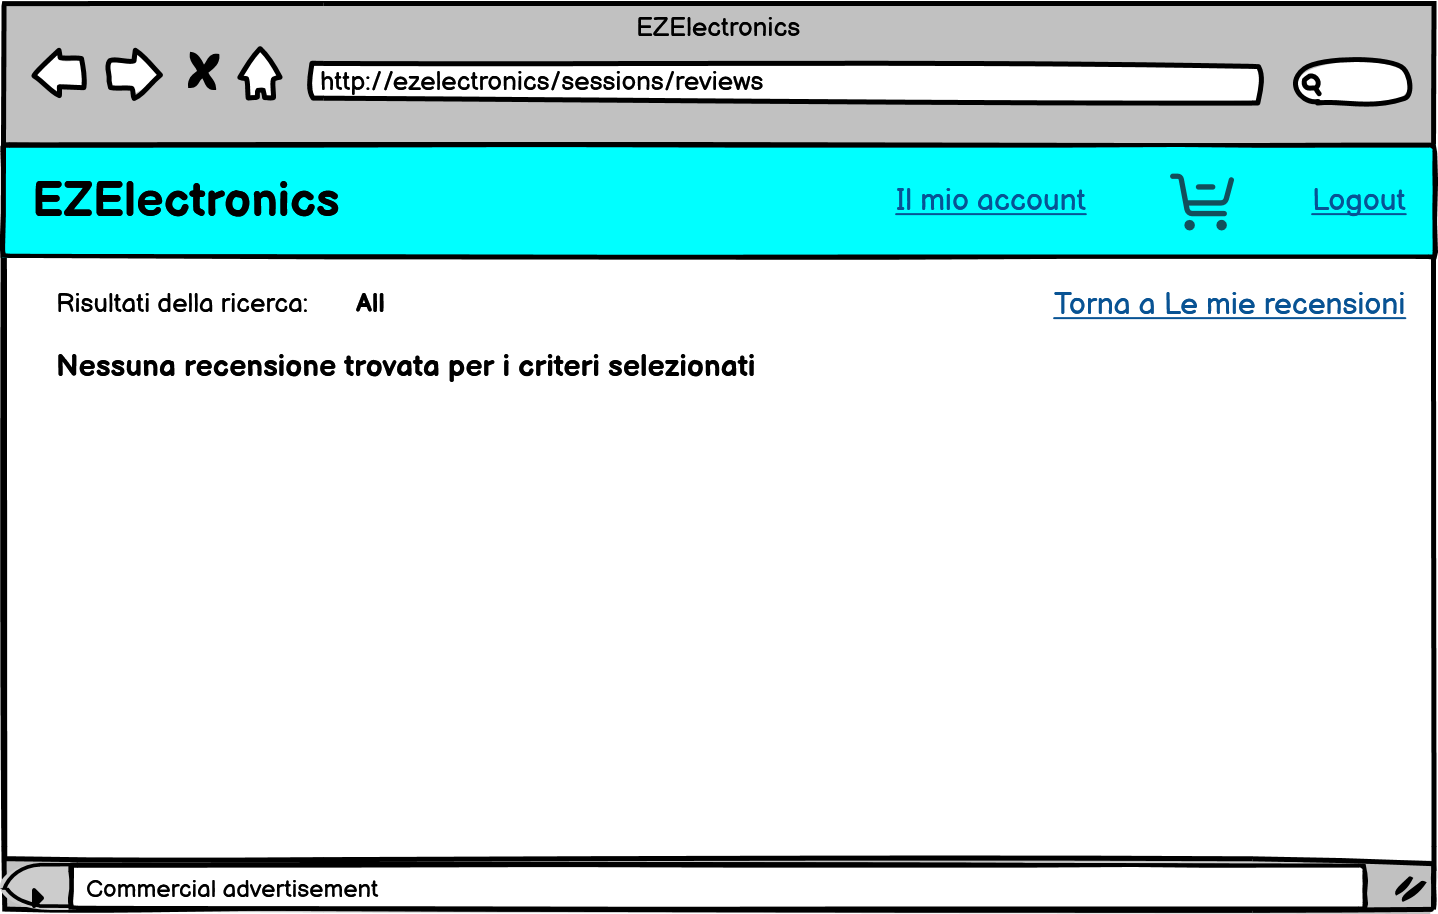 EZElectronics
http://ezelectronics/sessions/reviews
EZElectronics
Il mio account
Logout
Risultati della ricerca: All
Torna a Le mie recensioni
Nessuna recensione trovata per i criteri selezionati
Commercial advertisement